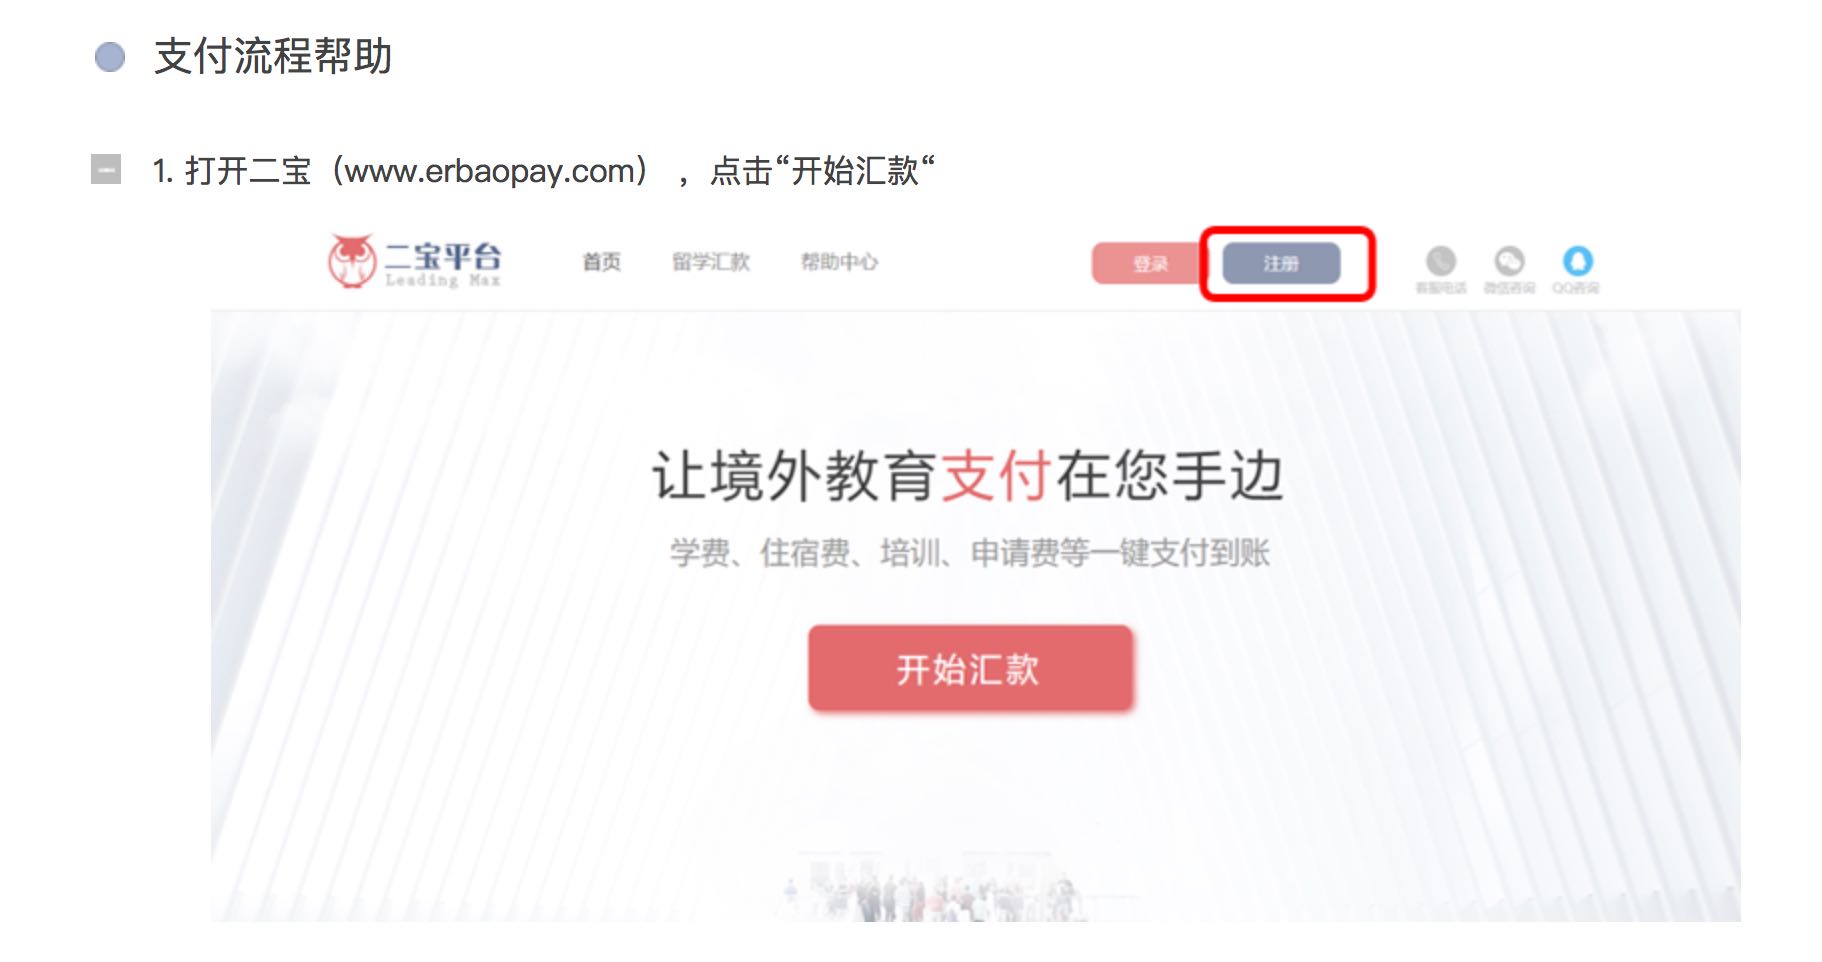 支付流程帮助
1. 打开二宝（www.erbaopay.com），点击“开始汇款“
二宝平台
Leading Max
首页 留学汇款 帮助中心 登录 注册
客服电话 微信咨询 QQ咨询
让境外教育支付在您手边
学费、住宿费、培训、申请费等一键支付到账
开始汇款